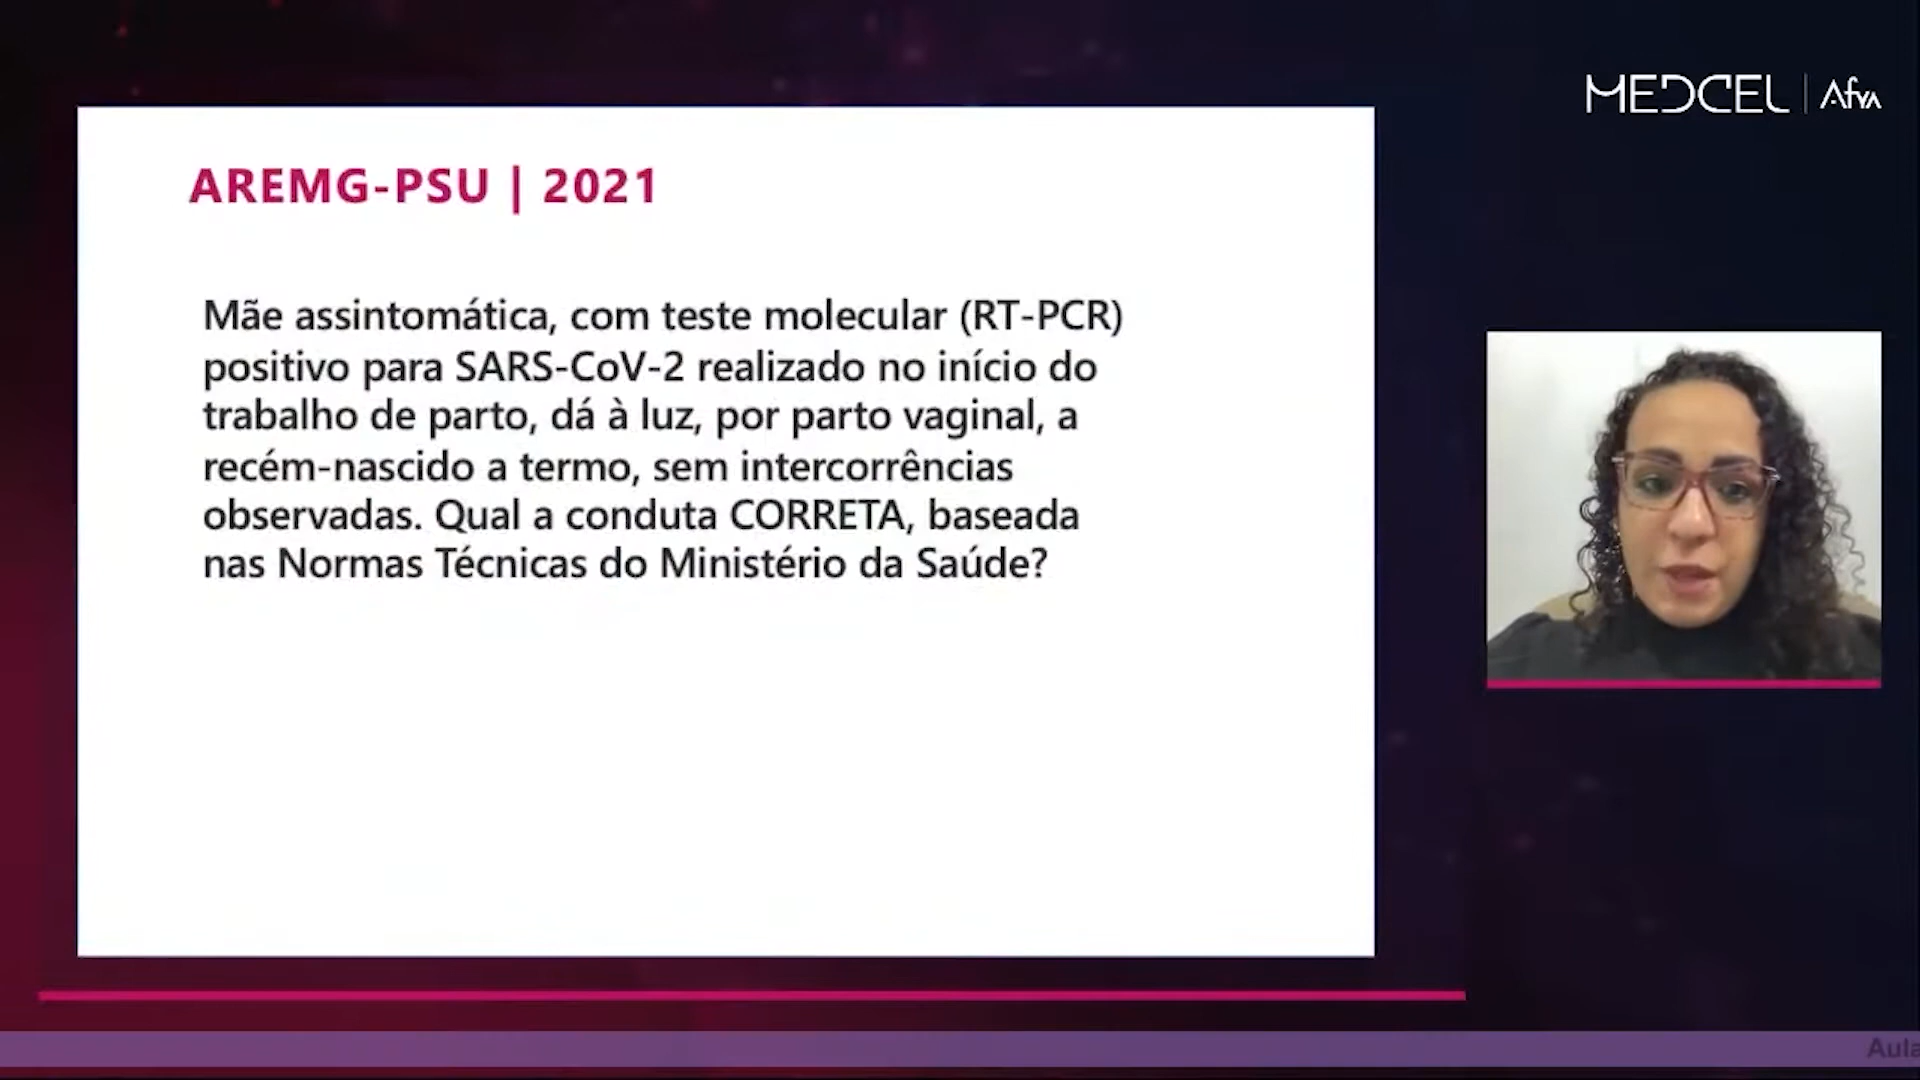 MEDCEL | Afya
AREMG-PSU | 2021
Mãe assintomática, com teste molecular (RT-PCR)
positivo para SARS-CoV-2 realizado no início do
trabalho de parto, dá à luz, por parto vaginal, a
recém-nascido a termo, sem intercorrências
observadas. Qual a conduta CORRETA, baseada
nas Normas Técnicas do Ministério da Saúde?
Aula